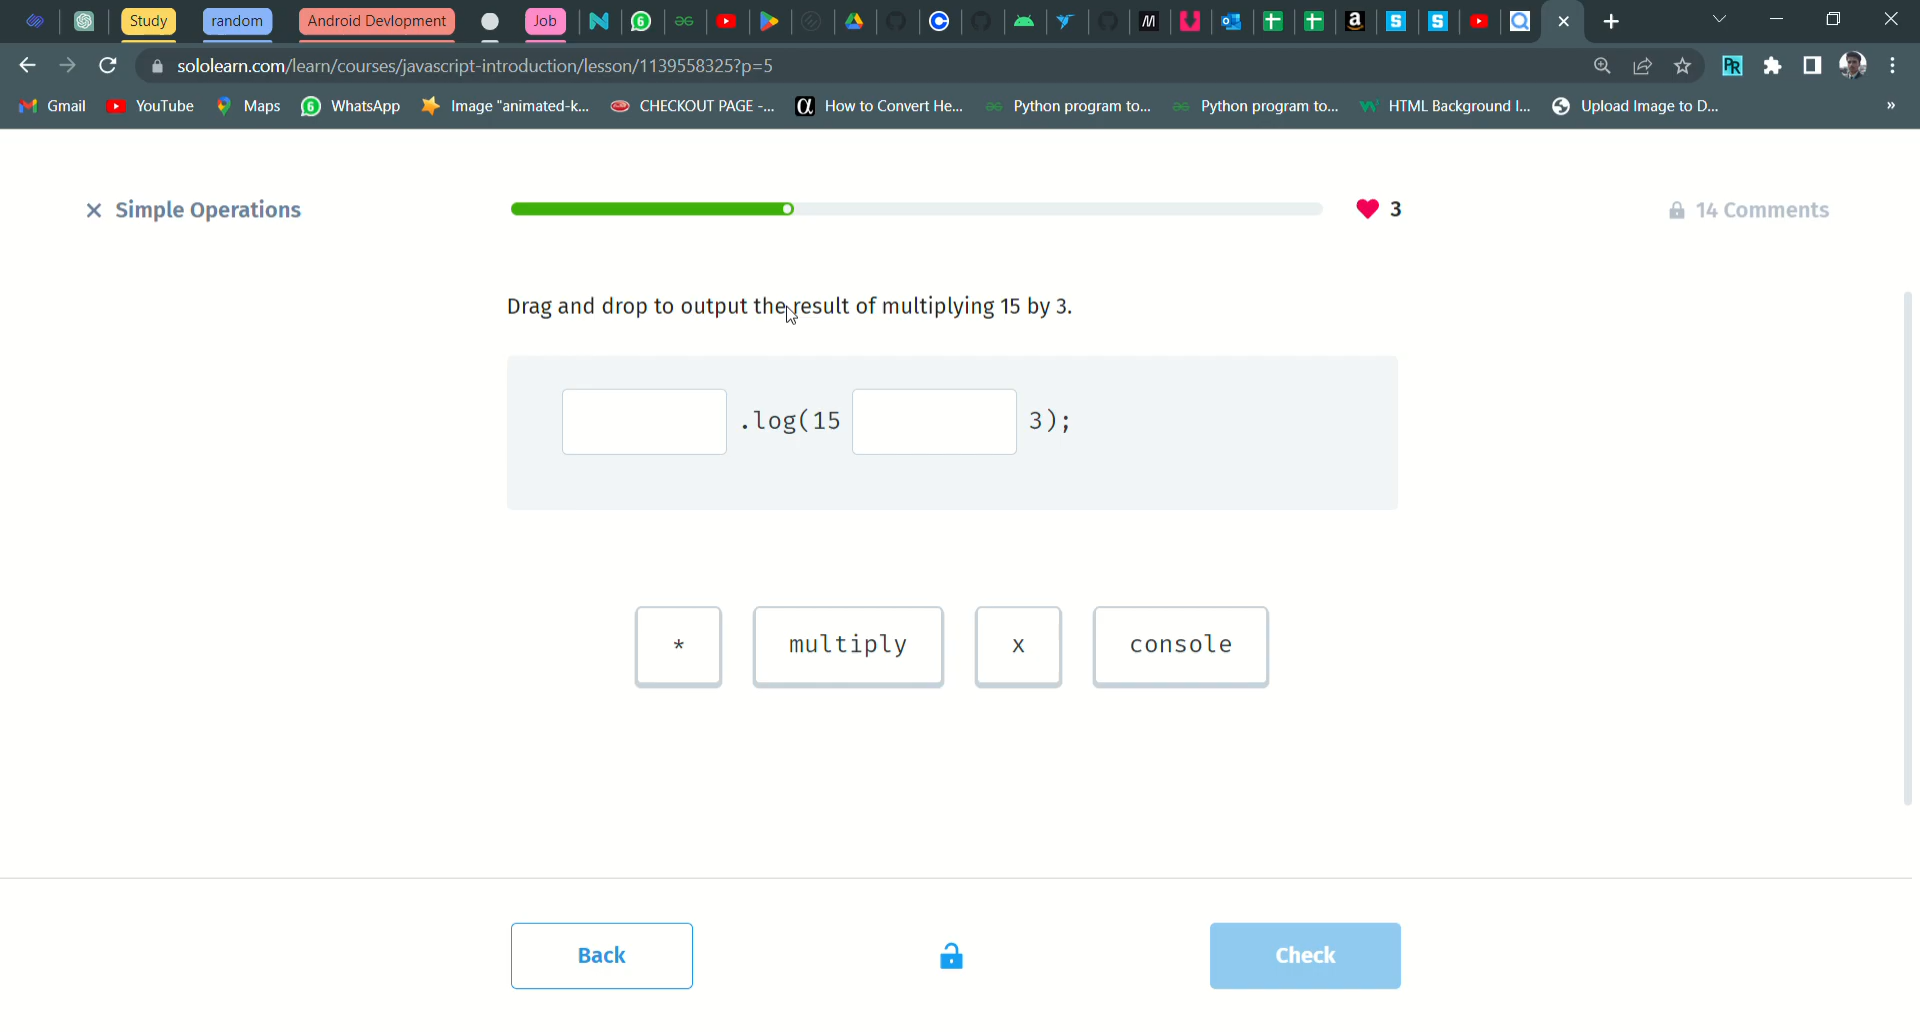 Study
random
Android Devlopment
Job
sololearn.com/learn/courses/javascript-introduction/lesson/1139558325?p=5
Gmail
YouTube
Maps
WhatsApp
Image "animated-k...
CHECKOUT PAGE -...
How to Convert He...
Python program to...
Python program to...
HTML Background I...
Upload Image to D...
»
Simple Operations
3
14 Comments
Drag and drop to output the result of multiplying 15 by 3.
.log(15 3);
* multiply x console
Back
Check